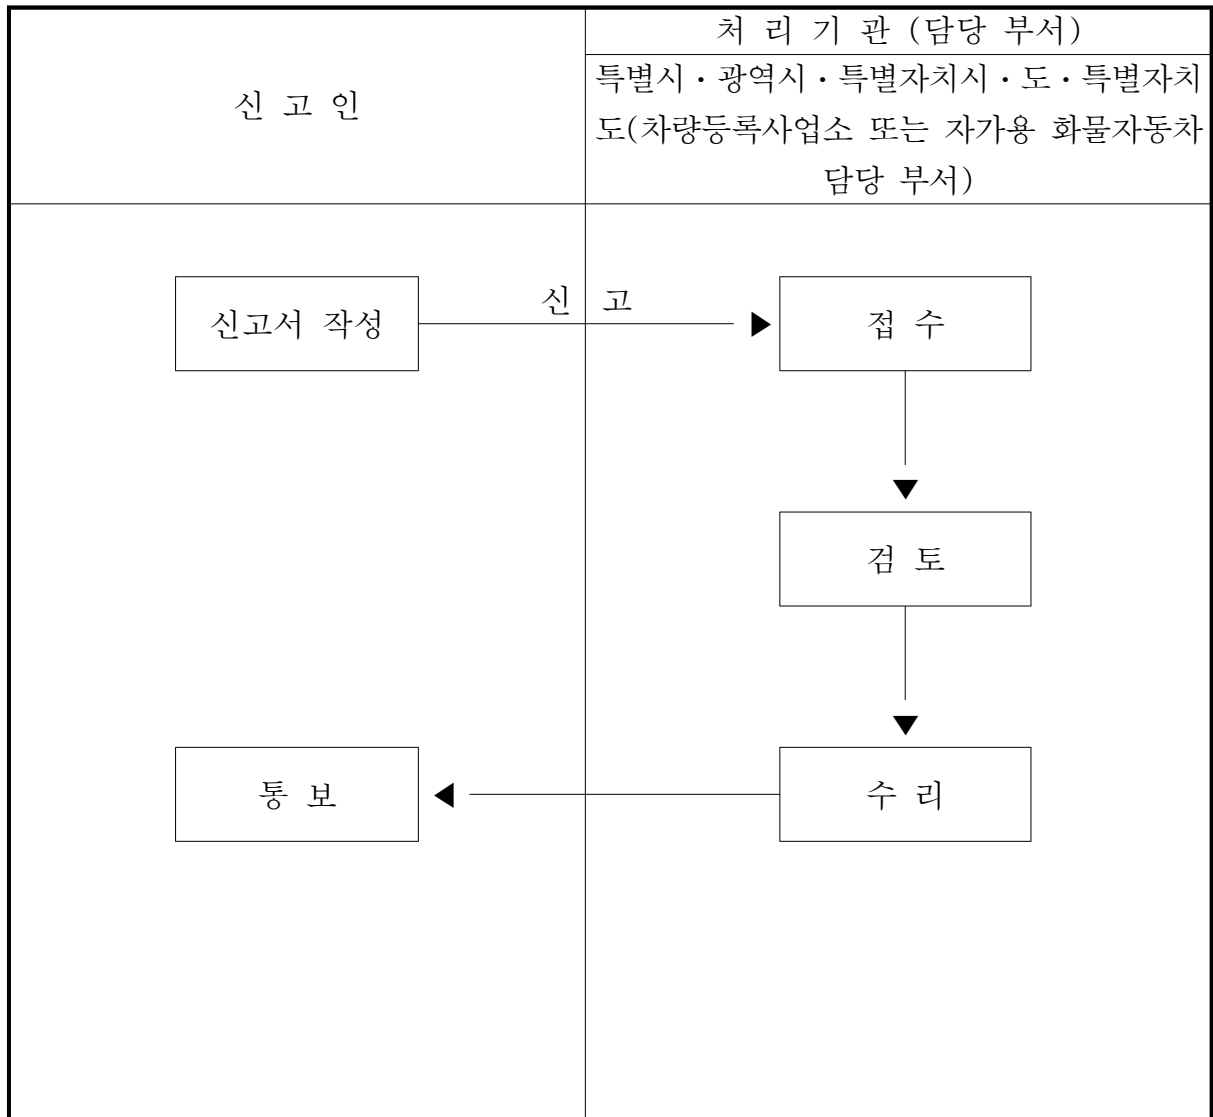 처 리 기 관 (담당 부서)
신 고 인
특별시・광역시・특별자치시・도・특별자치
도(차량등록사업소 또는 자가용 화물자동차
담당 부서)
신 고
신고서 작성
접 수
검 토
통 보
수 리